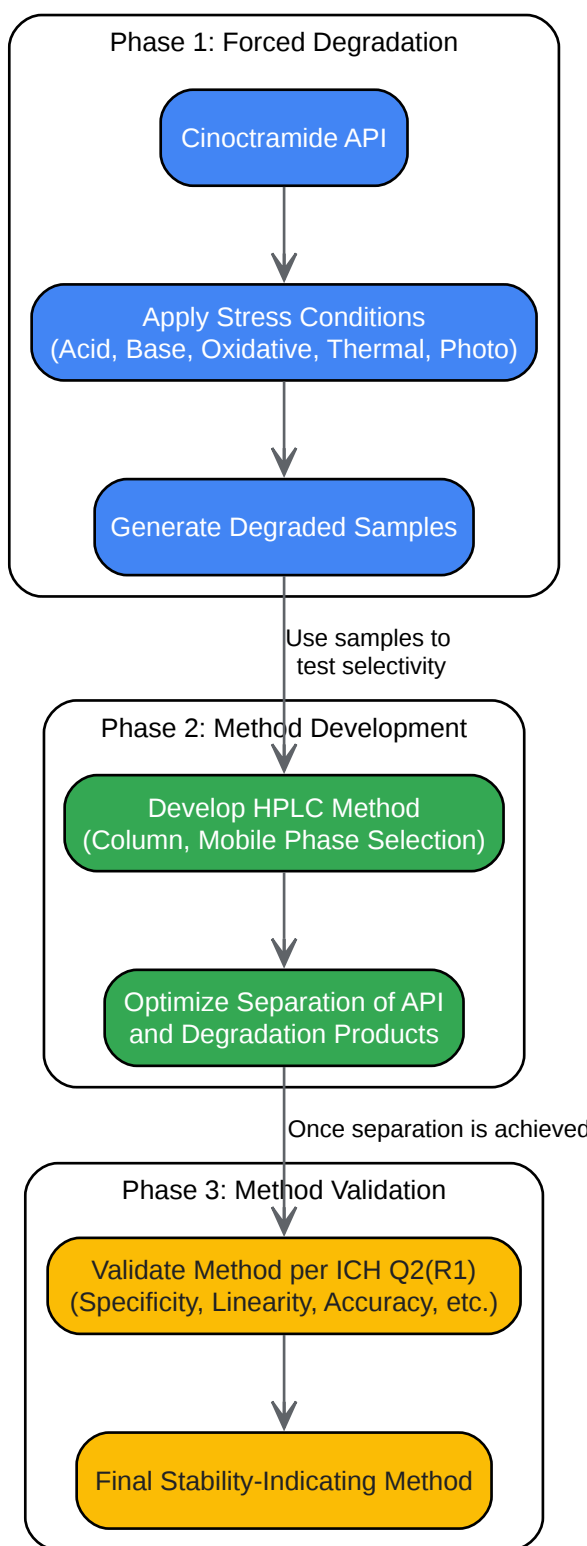 Phase 1: Forced Degradation
Cinoctramide API
Apply Stress Conditions
(Acid, Base, Oxidative, Thermal, Photo)
Generate Degraded Samples
Use samples to
test selectivity
Phase 2: Method Development
Develop HPLC Method
(Column, Mobile Phase Selection)
Optimize Separation of API
and Degradation Products
Once separation is achieved
Phase 3: Method Validation
Validate Method per ICH Q2(R1)
(Specificity, Linearity, Accuracy, etc.)
Final Stability-Indicating Method